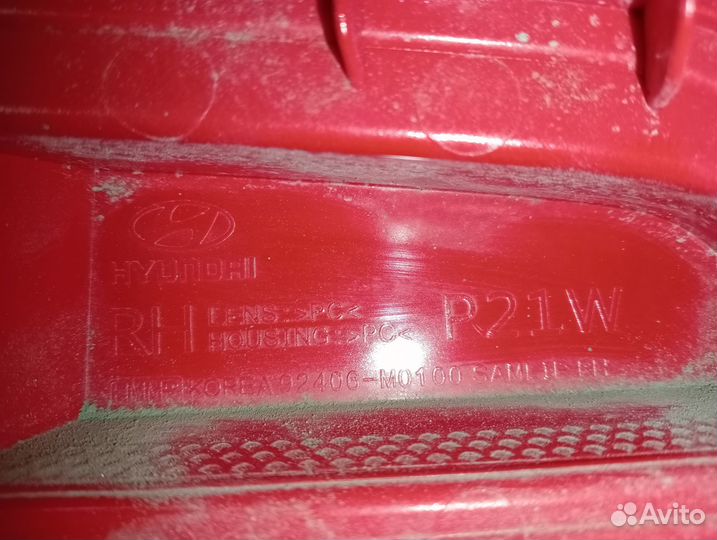 HYUNDAI
RH LENS:>PC< P21W
HOUSING:>PC<
KOREA 92406-M0100
Avito